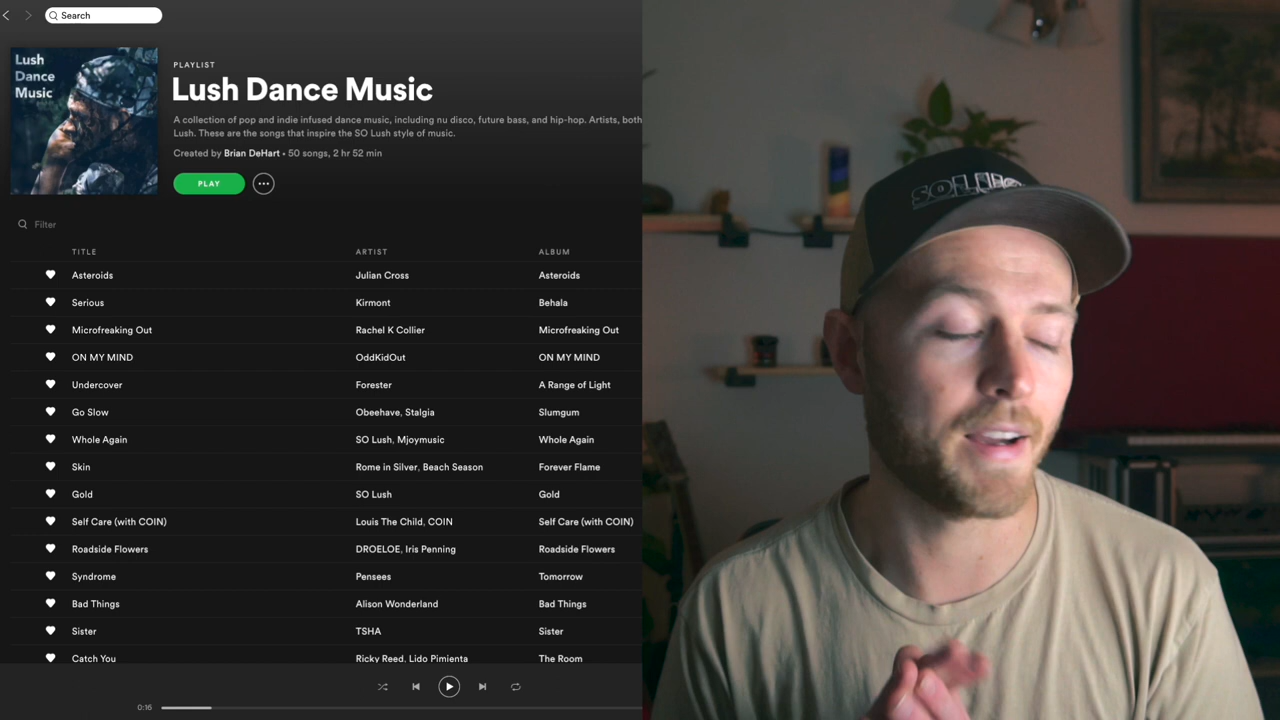 Search
Lush
Dance
Music
PLAYLIST
Lush Dance Music
A collection of pop and indie infused dance music, including nu disco, future bass, and hip-hop. Artists, both
Lush. These are the songs that inspire the SO Lush style of music.
Created by Brian DeHart • 50 songs, 2 hr 52 min
PLAY
Filter
TITLE ARTIST ALBUM
Asteroids Julian Cross Asteroids
Serious Kirmont Behala
Microfreaking Out Rachel K Collier Microfreaking Out
ON MY MIND OddKidOut ON MY MIND
Undercover Forester A Range of Light
Go Slow Obeehave, Stalgia Slumgum
Whole Again SO Lush, Mjoymusic Whole Again
Skin Rome in Silver, Beach Season Forever Flame
Gold SO Lush Gold
Self Care (with COIN) Louis The Child, COIN Self Care (with COIN)
Roadside Flowers DROELOE, Iris Penning Roadside Flowers
Syndrome Pensees Tomorrow
Bad Things Alison Wonderland Bad Things
Sister TSHA Sister
Catch You Ricky Reed, Lido Pimienta The Room
0:16